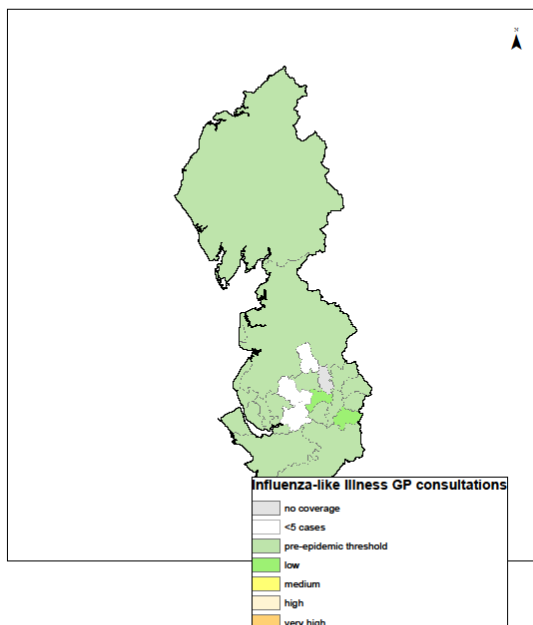 N
Influenza-like Illness GP consultations
no coverage
<5 cases
pre-epidemic threshold
low
medium
high
very high